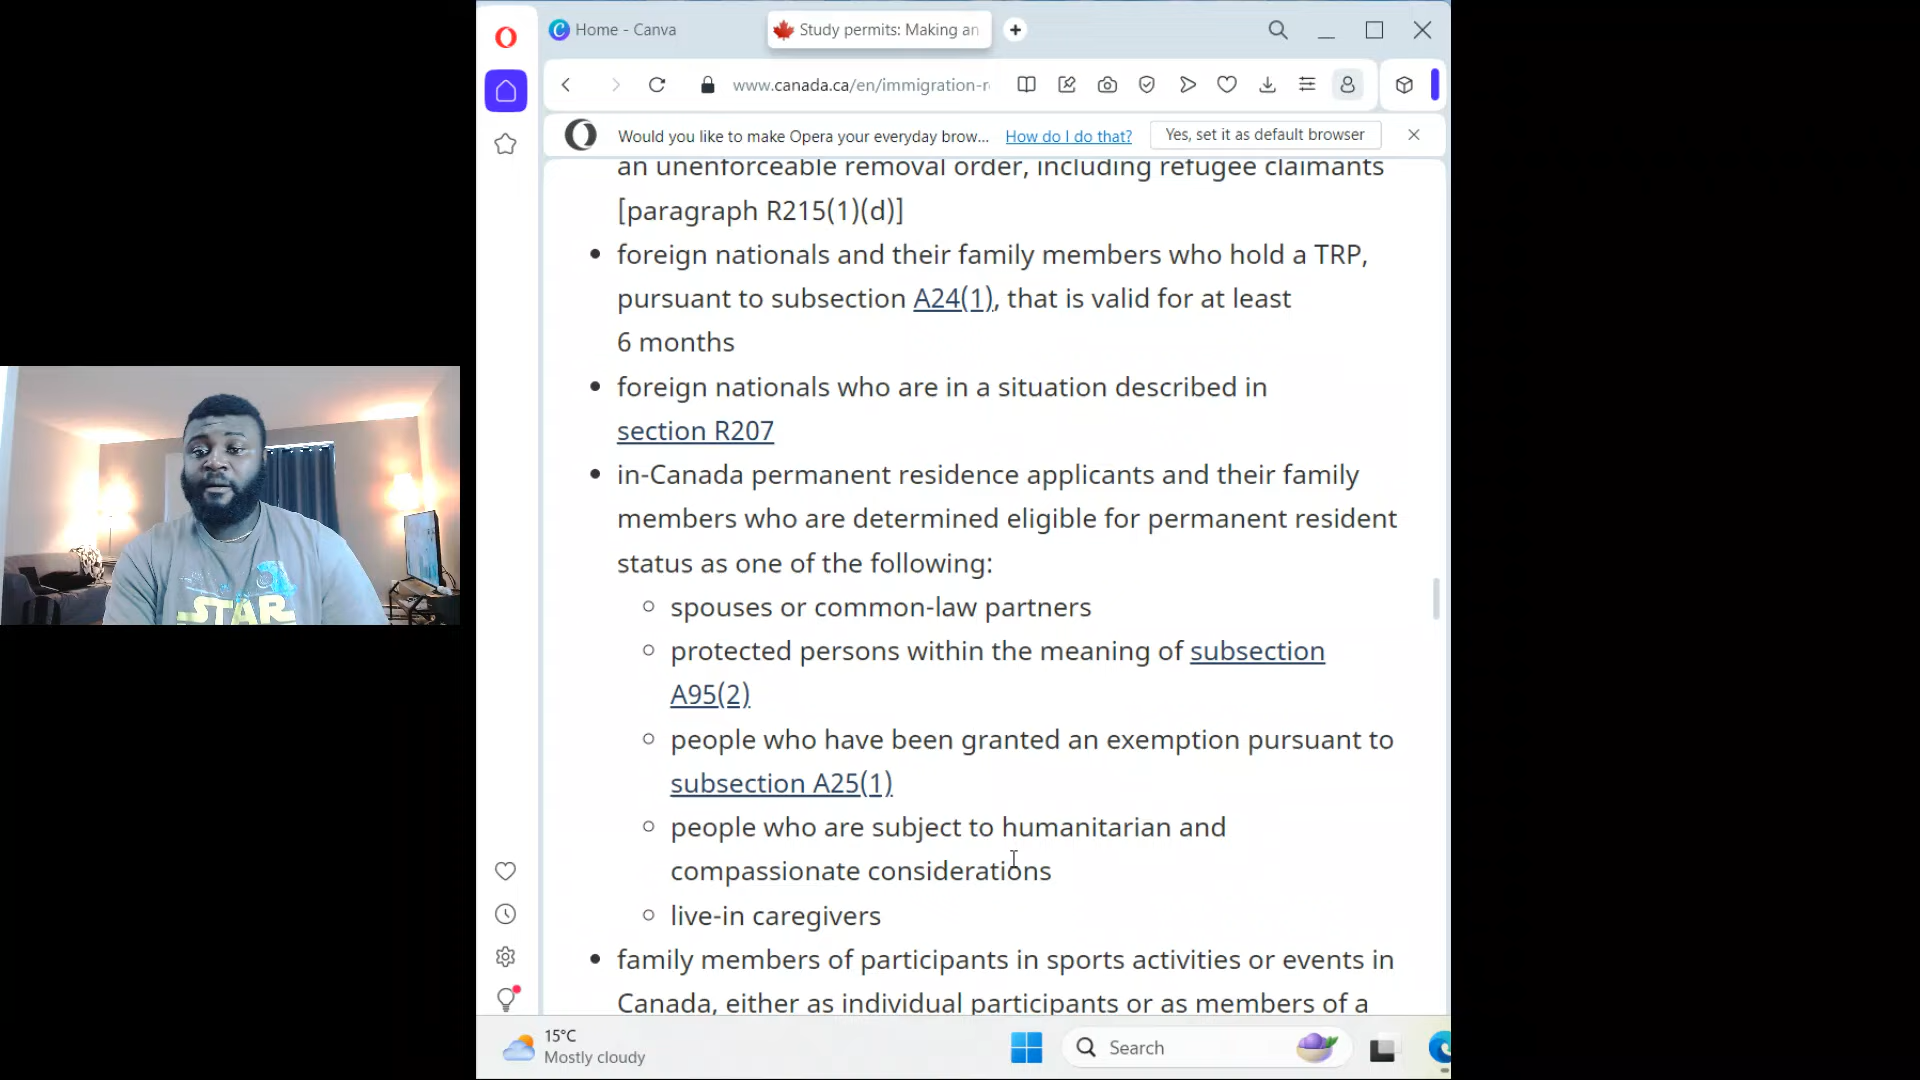 Home - Canva
Study permits: Making an
www.canada.ca/en/immigration-r
Would you like to make Opera your everyday brow...
How do I do that?
Yes, set it as default browser
an unenforceable removal order, including refugee claimants
[paragraph R215(1)(d)]
• foreign nationals and their family members who hold a TRP,
pursuant to subsection A24(1), that is valid for at least
6 months
• foreign nationals who are in a situation described in
section R207
• in-Canada permanent residence applicants and their family
members who are determined eligible for permanent resident
status as one of the following:
○ spouses or common-law partners
○ protected persons within the meaning of subsection
A95(2)
○ people who have been granted an exemption pursuant to
subsection A25(1)
○ people who are subject to humanitarian and
compassionate considerations
○ live-in caregivers
• family members of participants in sports activities or events in
Canada, either as individual participants or as members of a
STAR
15°C
Mostly cloudy
Search